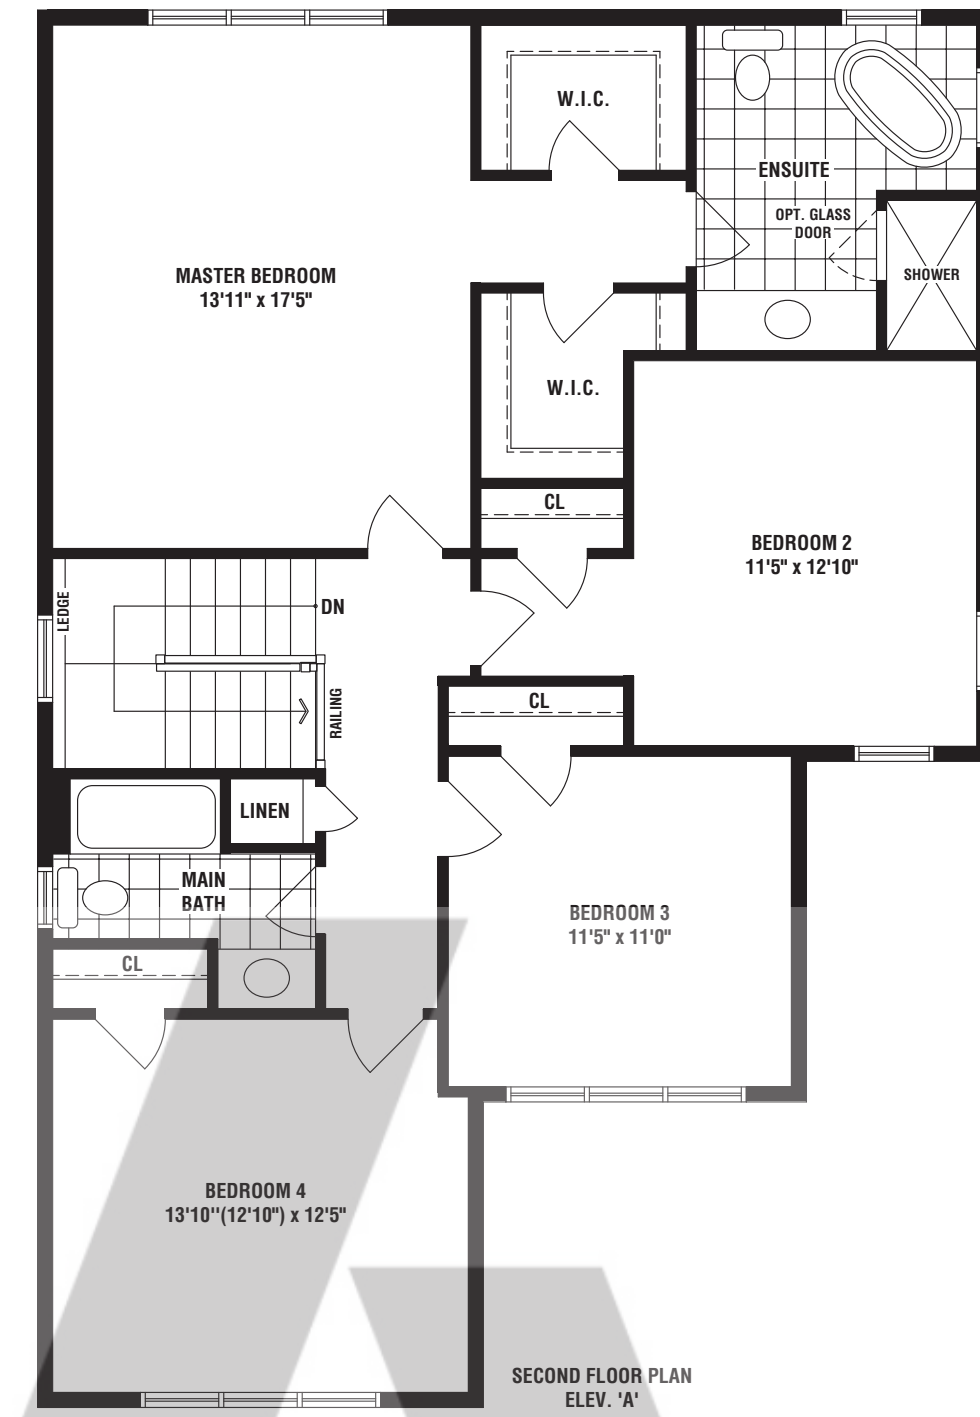 W.I.C.
ENSUITE
OPT. GLASS
DOOR
SHOWER
MASTER BEDROOM
13'11" x 17'5"
W.I.C.
CL
BEDROOM 2
11'5" x 12'10"
LEDGE
DN
RAILING
CL
LINEN
MAIN
BATH
BEDROOM 3
11'5" x 11'0"
CL
BEDROOM 4
13'10''(12'10") x 12'5"
SECOND FLOOR PLAN
ELEV. 'A'